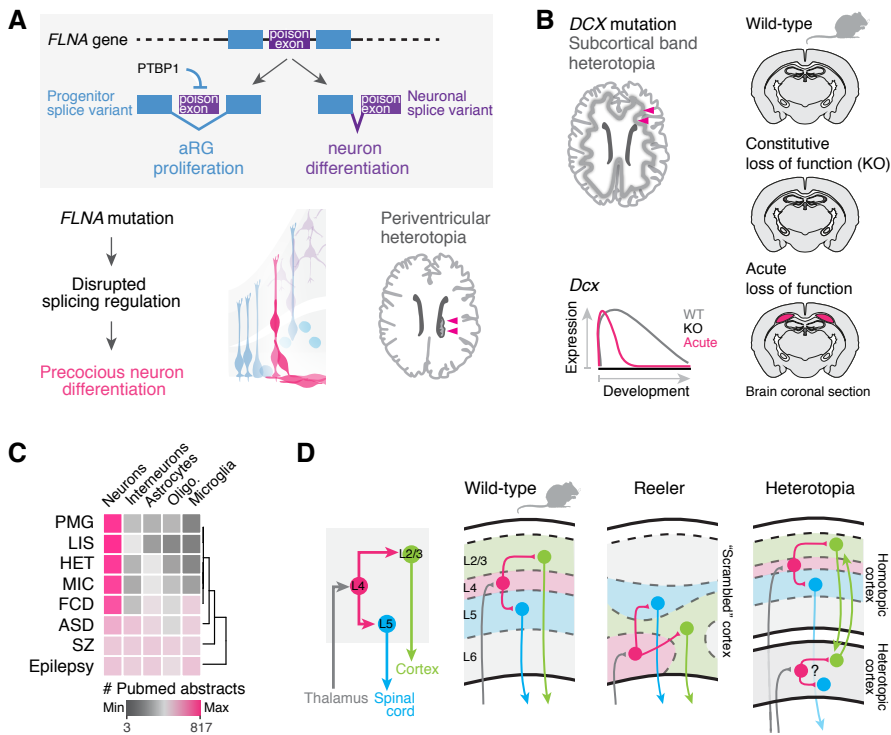 A
FLNA gene
poison
exon
PTBP1
Progenitor
splice variant
poison
exon
poison
exon
Neuronal
splice variant
aRG
proliferation
neuron
differentiation
FLNA mutation
Disrupted
splicing regulation
Precocious neuron
differentiation
Periventricular
heterotopia
B
DCX mutation
Subcortical band
heterotopia
Wild-type
Constitutive
loss of function (KO)
Acute
loss of function
Brain coronal section
Dcx
Expression
WT
KO
Acute
Development
C
Neurons
Interneurons
Astrocytes
Oligo.
Microglia
PMG
LIS
HET
MIC
FCD
ASD
SZ
Epilepsy
# Pubmed abstracts
Min
Max
3
817
D
L2/3
L4
L5
Cortex
Thalamus
Spinal
cord
Wild-type
L2/3
L4
L5
L6
Reeler
"Scrambled" cortex
Heterotopia
Homotopic
cortex
Heterotopic
cortex
?